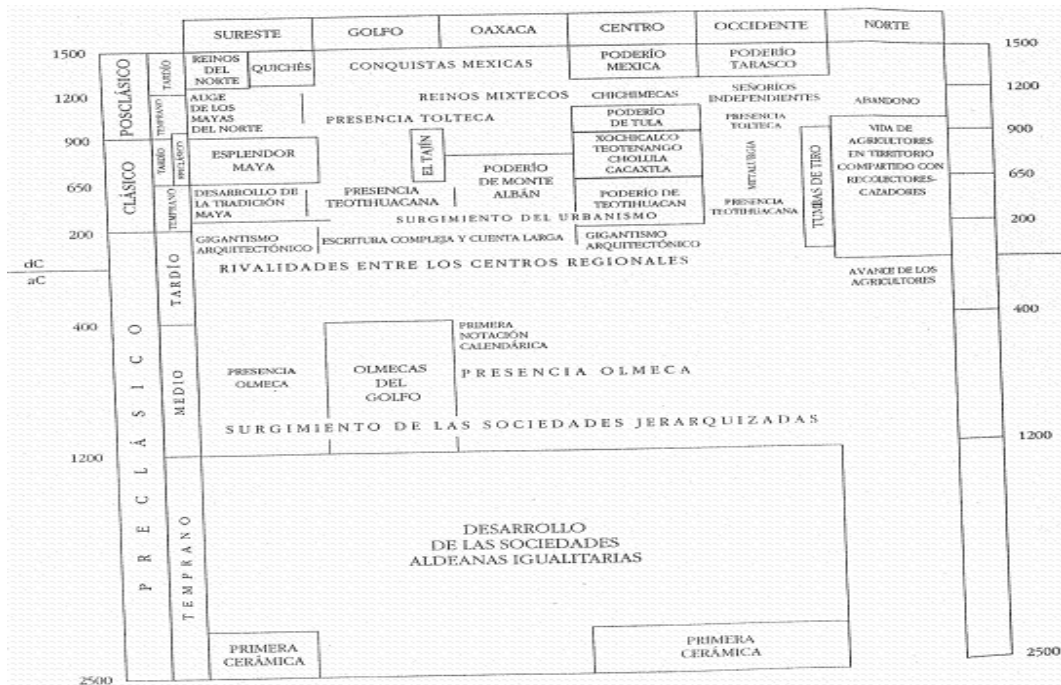 SURESTE GOLFO OAXACA CENTRO OCCIDENTE NORTE
1500 1500
POSCLÁSICO
TARDÍO
REINOS
DEL
NORTE
QUICHÉS
CONQUISTAS MEXICAS
PODERÍO
MEXICA
PODERÍO
TARASCO
1200 1200
TEMPRANO
AUGE
DE LOS
MAYAS
DEL NORTE
REINOS MIXTECOS
PRESENCIA TOLTECA
CHICHIMECAS
PODERÍO
DE TULA
SEÑORÍOS
INDEPENDIENTES
PRESENCIA
TOLTECA
ABANDONO
900 900
CLÁSICO
TARDÍO
EPICLÁSICO
ESPLENDOR
MAYA
EL TAJÍN
PODERÍO
DE MONTE
ALBÁN
XOCHICALCO
TEOTENANGO
CHOLULA
CACAXTLA
METALURGIA
TUMBAS DE TIRO
VIDA DE
AGRICULTORES
EN TERRITORIO
COMPARTIDO CON
RECOLECTORES-
CAZADORES
650 650
TEMPRANO
DESARROLLO DE
LA TRADICIÓN
MAYA
PRESENCIA
TEOTIHUACANA
PODERÍO DE
TEOTIHUACAN
PRESENCIA
TEOTIHUACANA
SURGIMIENTO DEL URBANISMO
200 200
GIGANTISMO
ARQUITECTÓNICO
ESCRITURA COMPLEJA Y CUENTA LARGA
GIGANTISMO
ARQUITECTÓNICO
RIVALIDADES ENTRE LOS CENTROS REGIONALES
dC
aC
PRECLÁSICO
TARDÍO
AVANCE DE LOS
AGRICULTORES
400 400
MEDIO
PRESENCIA
OLMECA
OLMECAS
DEL
GOLFO
PRIMERA
NOTACIÓN
CALENDÁRICA
PRESENCIA OLMECA
SURGIMIENTO DE LAS SOCIEDADES JERARQUIZADAS
1200 1200
TEMPRANO
DESARROLLO
DE LAS SOCIEDADES
ALDEANAS IGUALITARIAS
PRIMERA
CERÁMICA
PRIMERA
CERÁMICA
2500 2500